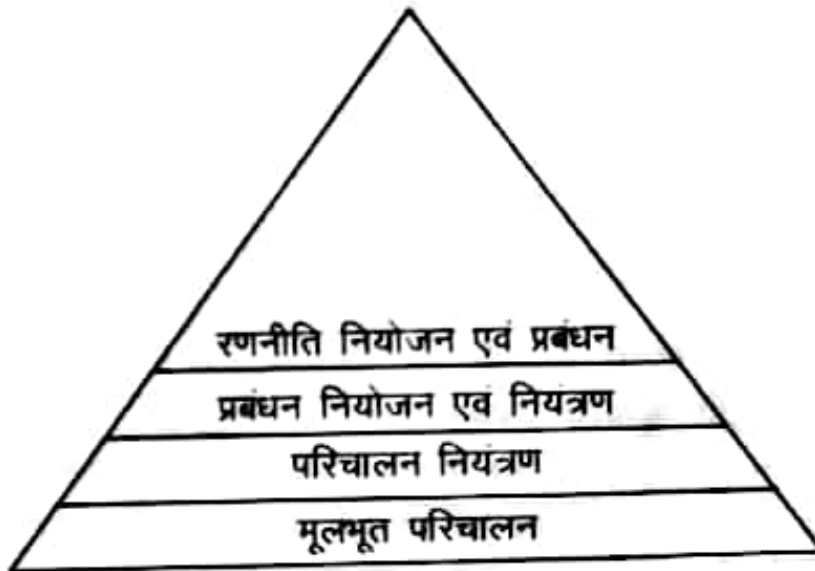 रणनीति नियोजन एवं प्रबंधन
प्रबंधन नियोजन एवं नियंत्रण
परिचालन नियंत्रण
मूलभूत परिचालन